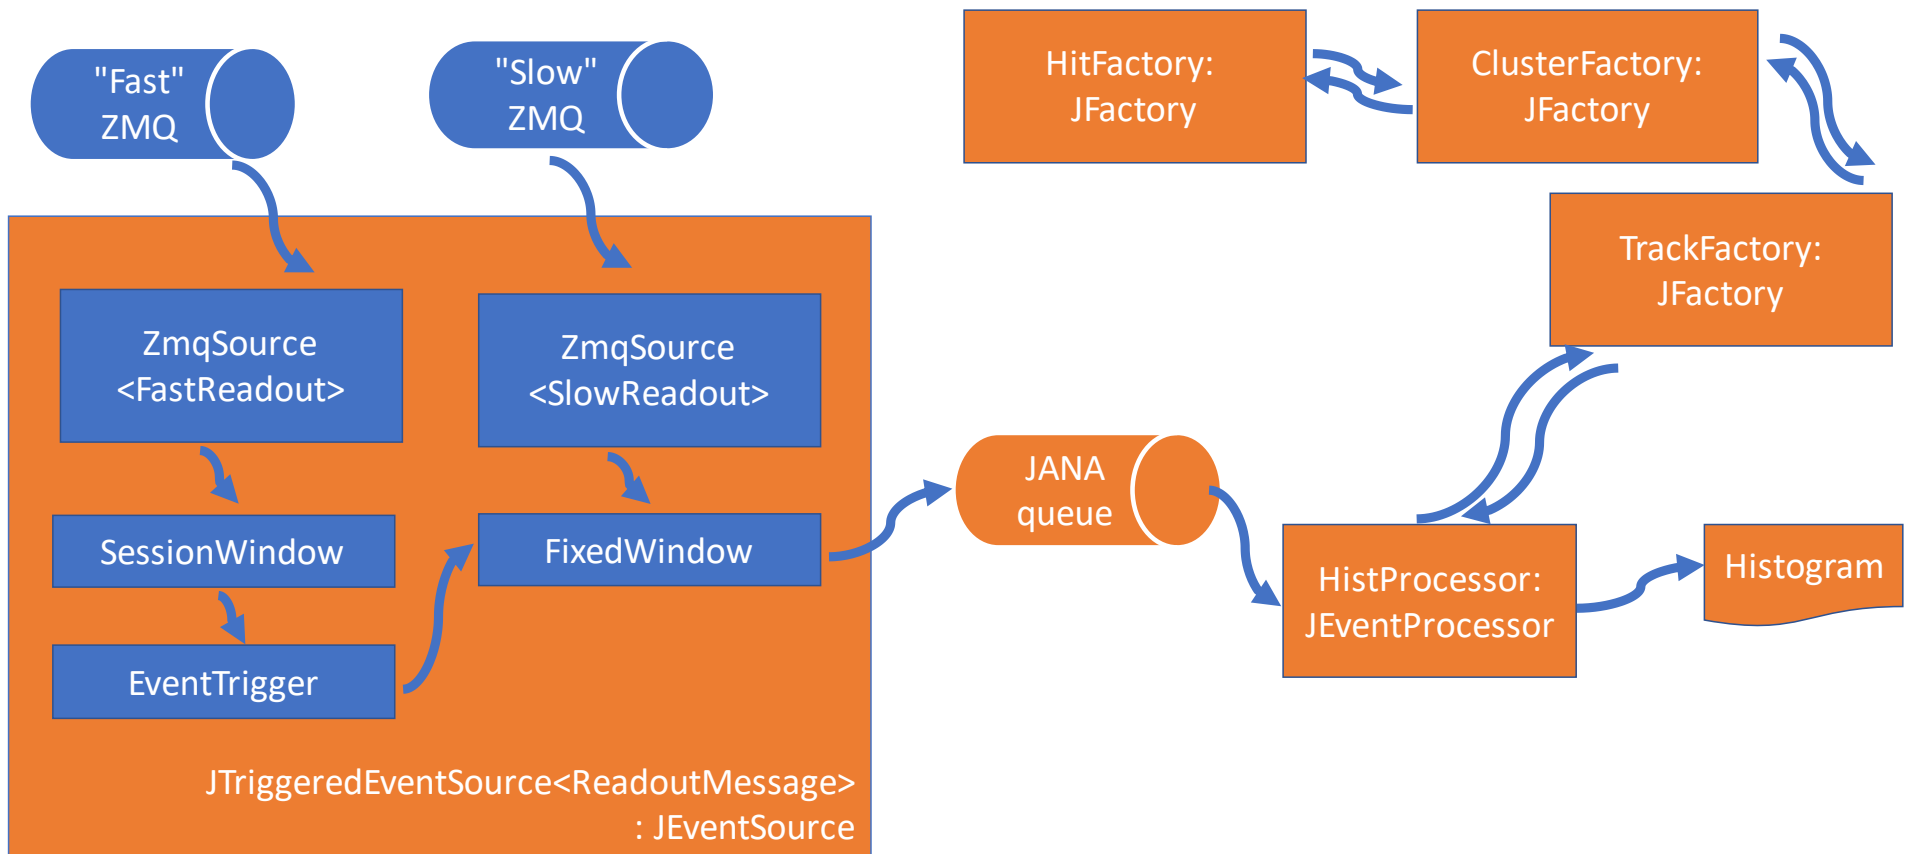 "Fast"
ZMQ
"Slow"
ZMQ
HitFactory:
JFactory
ClusterFactory:
JFactory
TrackFactory:
JFactory
ZmqSource
<FastReadout>
ZmqSource
<SlowReadout>
SessionWindow
FixedWindow
EventTrigger
JTriggeredEventSource<ReadoutMessage>
: JEventSource
JANA
queue
HistProcessor:
JEventProcessor
Histogram